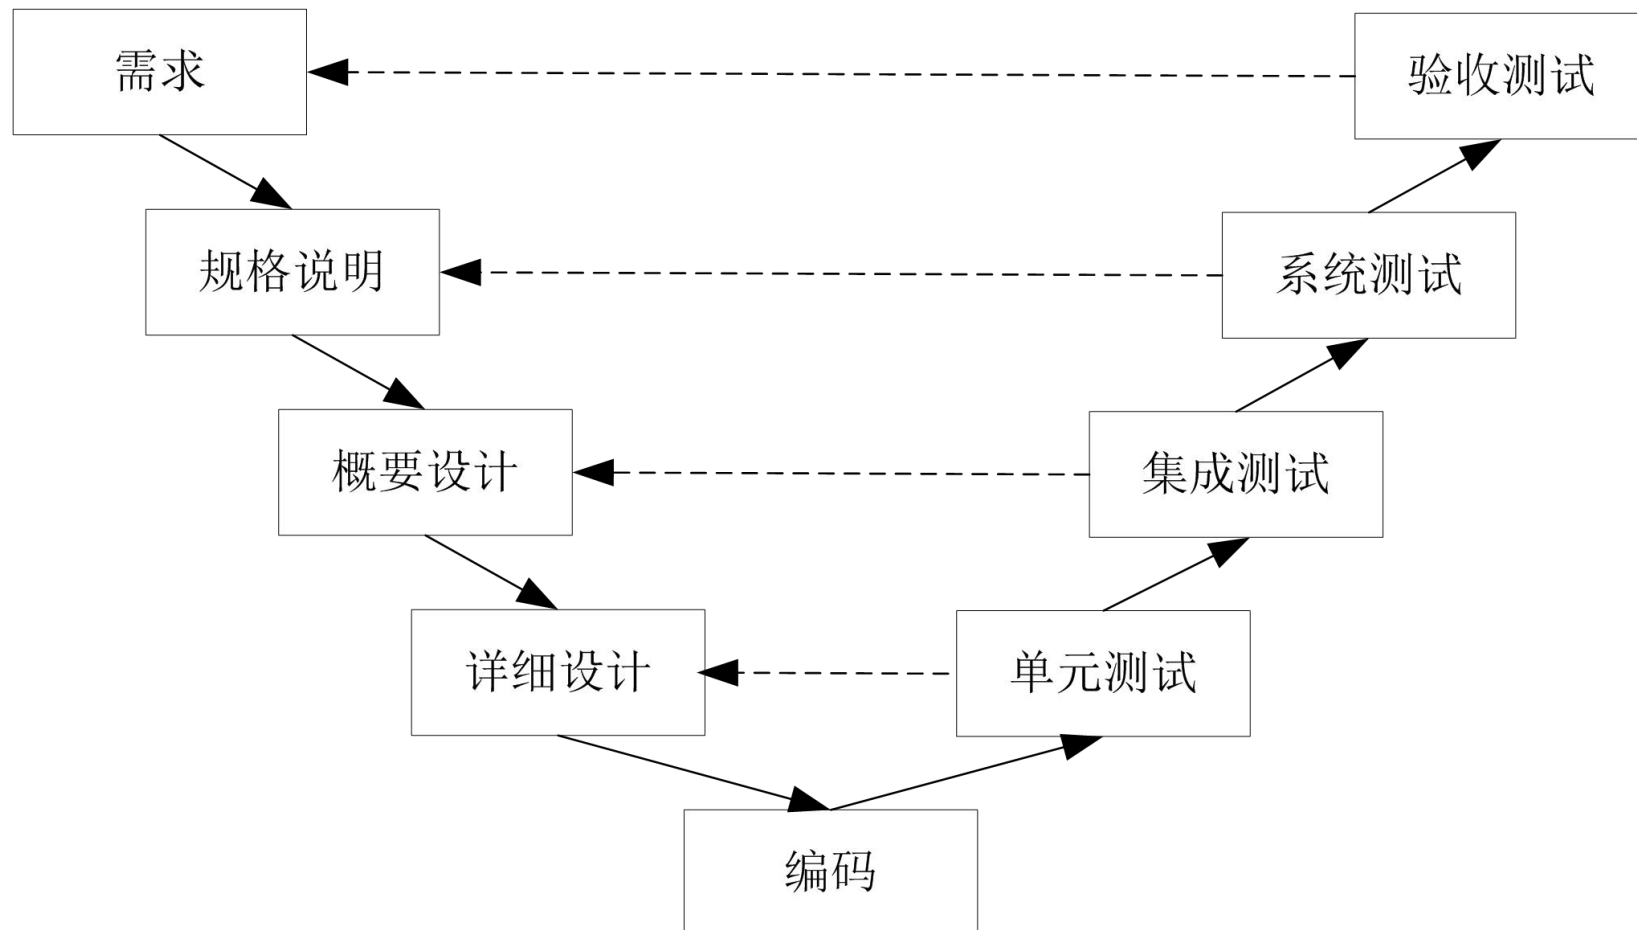 需求
验收测试
规格说明
系统测试
概要设计
集成测试
详细设计
单元测试
编码